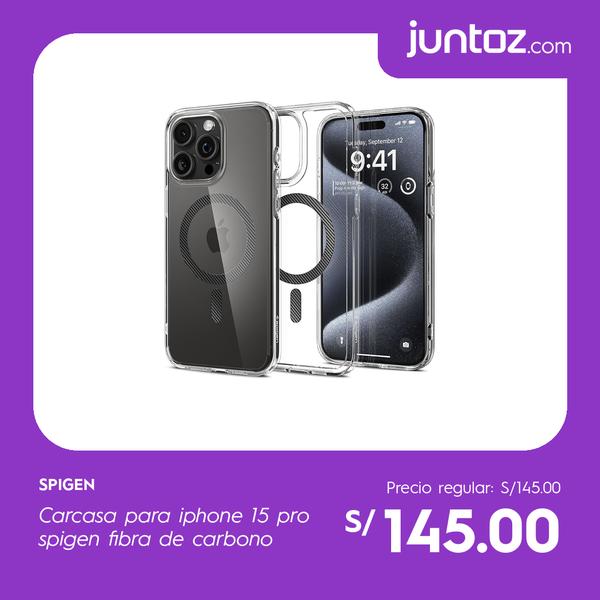 juntoz.com
Tuesday, September 12
9:41
32
SPIGEN
Carcasa para iphone 15 pro
spigen fibra de carbono
Precio regular: S/145.00
S/145.00